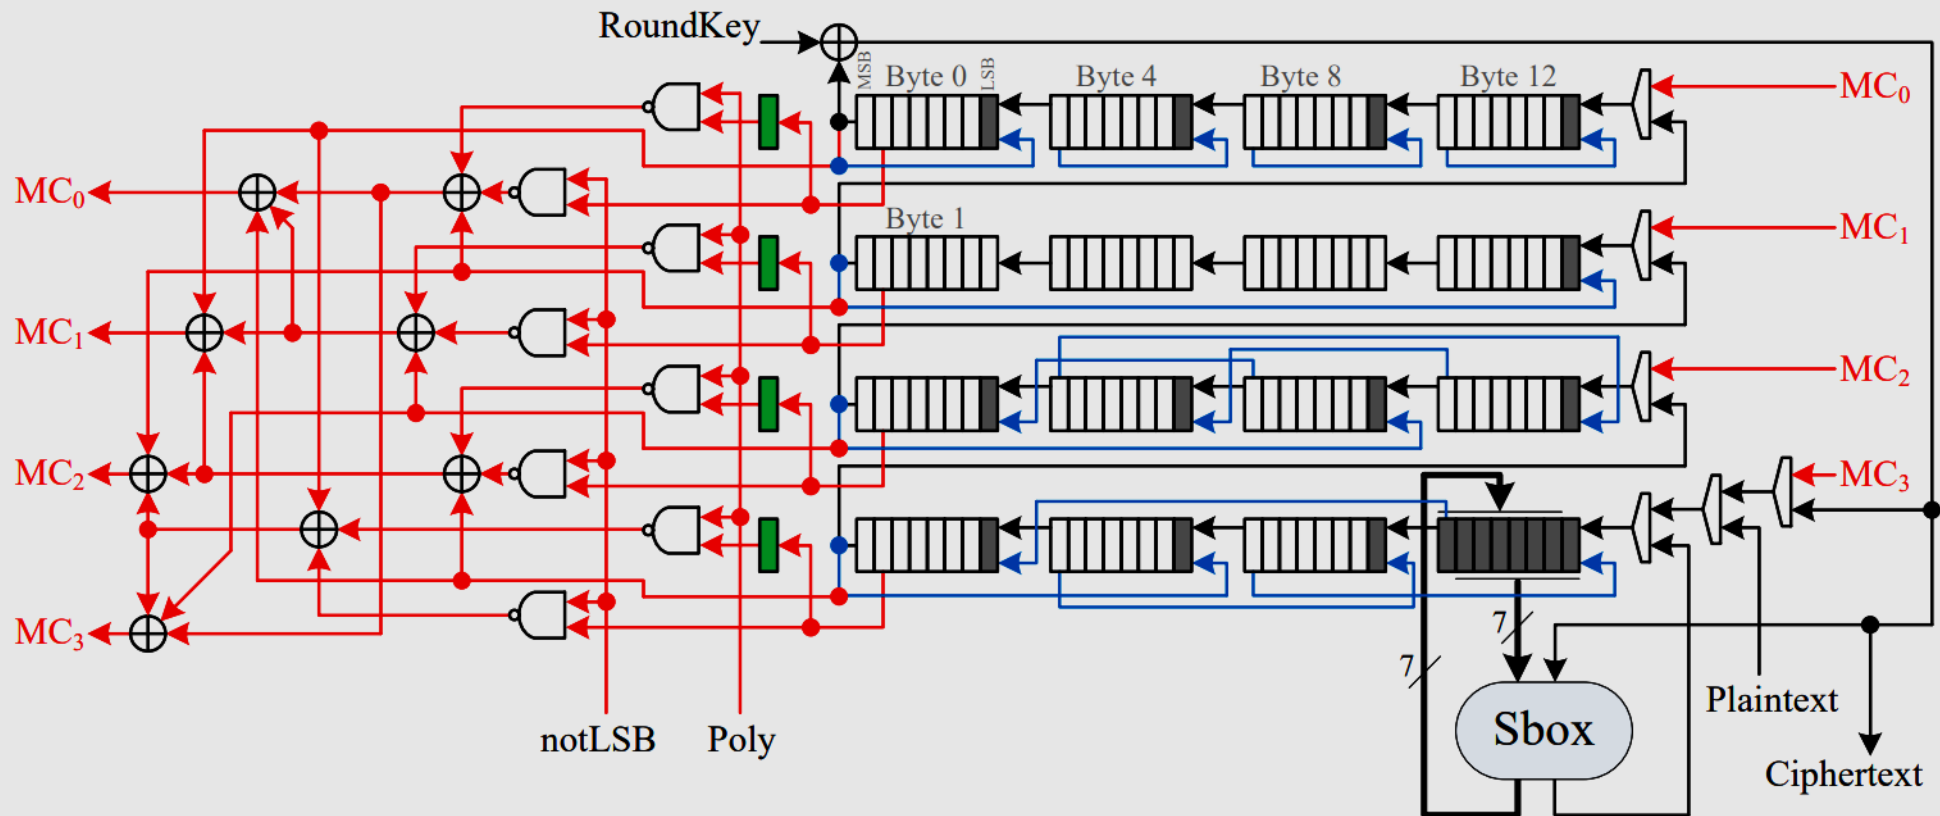 RoundKey
MSB
Byte 0
LSB
Byte 4
Byte 8
Byte 12
MC₀
MC₀
Byte 1
MC₁
MC₁
MC₂
MC₂
MC₃
MC₃
7
7
Plaintext
notLSB
Poly
Sbox
Ciphertext